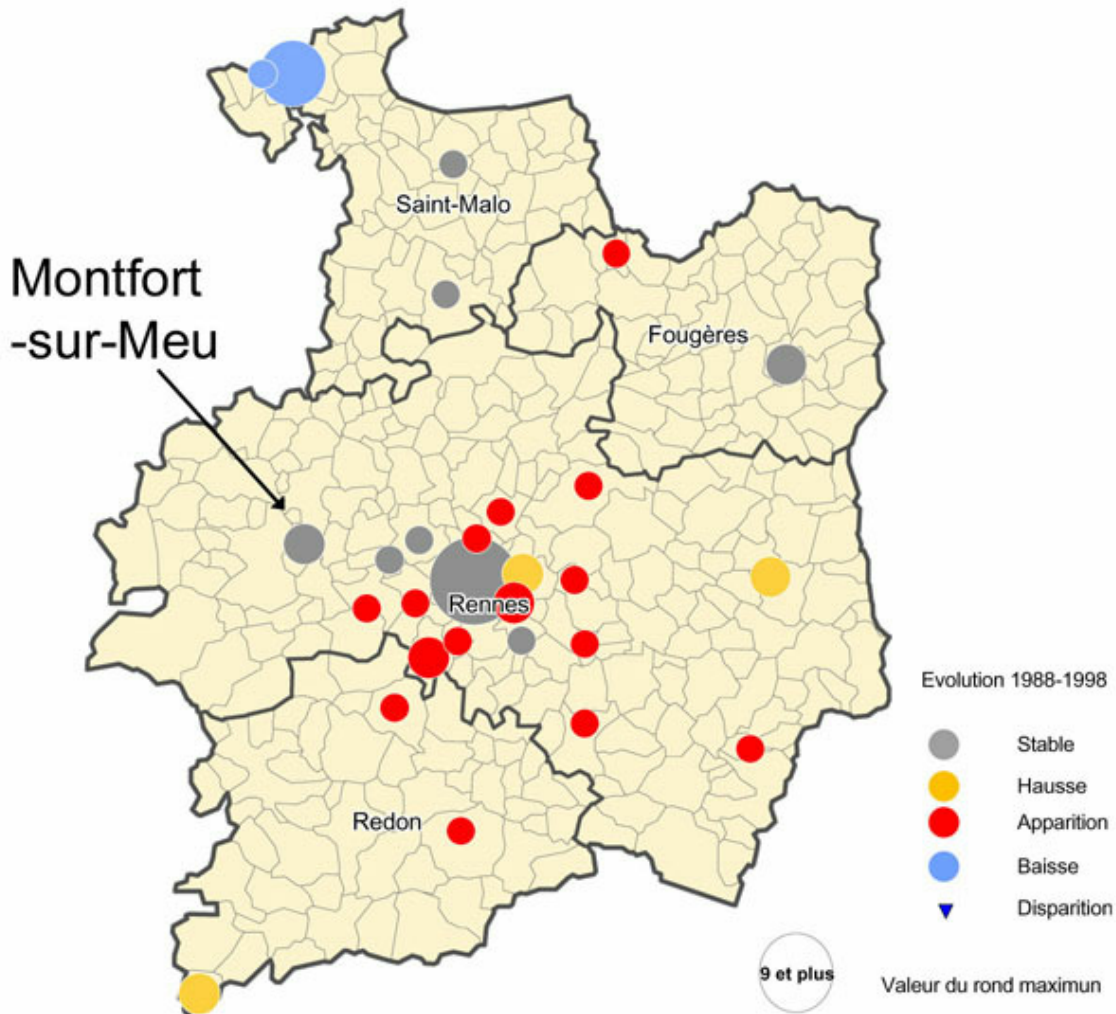 Saint-Malo
Montfort
-sur-Meu
Fougères
Rennes
Redon
Evolution 1988-1998
Stable
Hausse
Apparition
Baisse
Disparition
9 et plus
Valeur du rond maximun